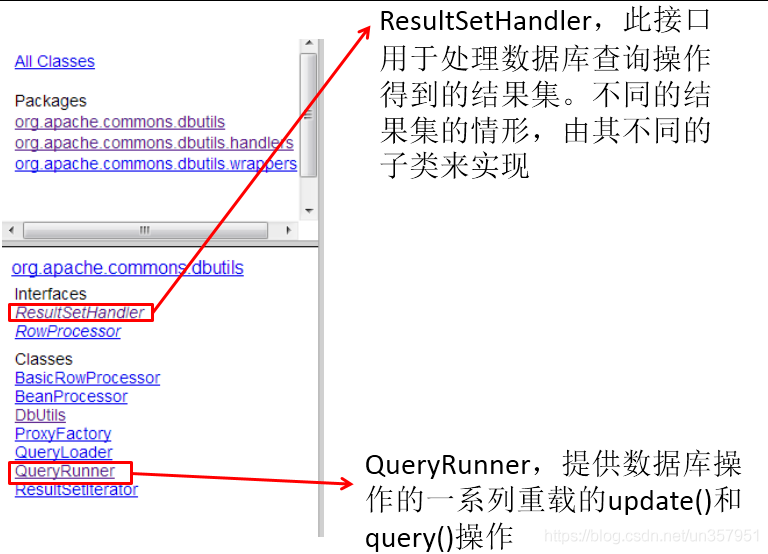 All Classes
Packages
org.apache.commons.dbutils
org.apache.commons.dbutils.handlers
org.apache.commons.dbutils.wrappers
org.apache.commons.dbutils
Interfaces
ResultSetHandler
RowProcessor
Classes
BasicRowProcessor
BeanProcessor
DbUtils
ProxyFactory
QueryLoader
QueryRunner
ResultSetIterator
ResultSetHandler，此接口
用于处理数据库查询操作
得到的结果集。不同的结
果集的情形，由其不同的
子类来实现
QueryRunner，提供数据库操
作的一系列重载的update()和
query()操作
https://blog.csdn.net/un357951